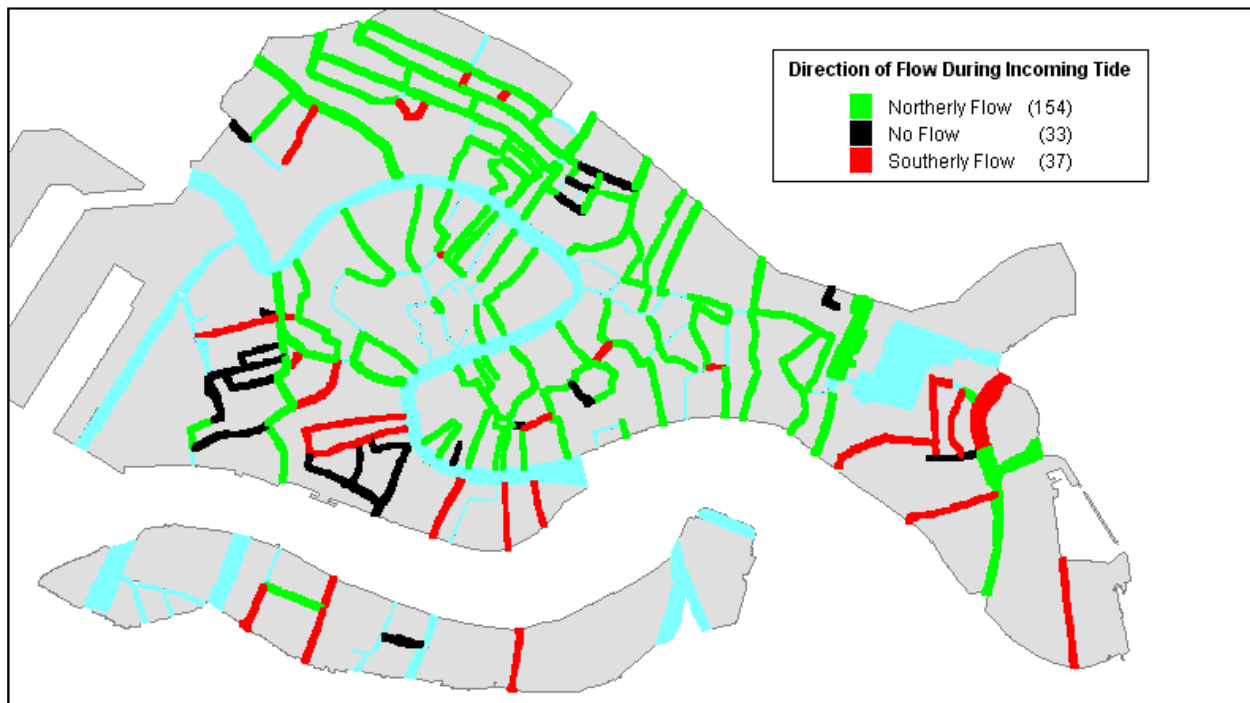 Direction of Flow During Incoming Tide
Northerly Flow (154)
No Flow (33)
Southerly Flow (37)